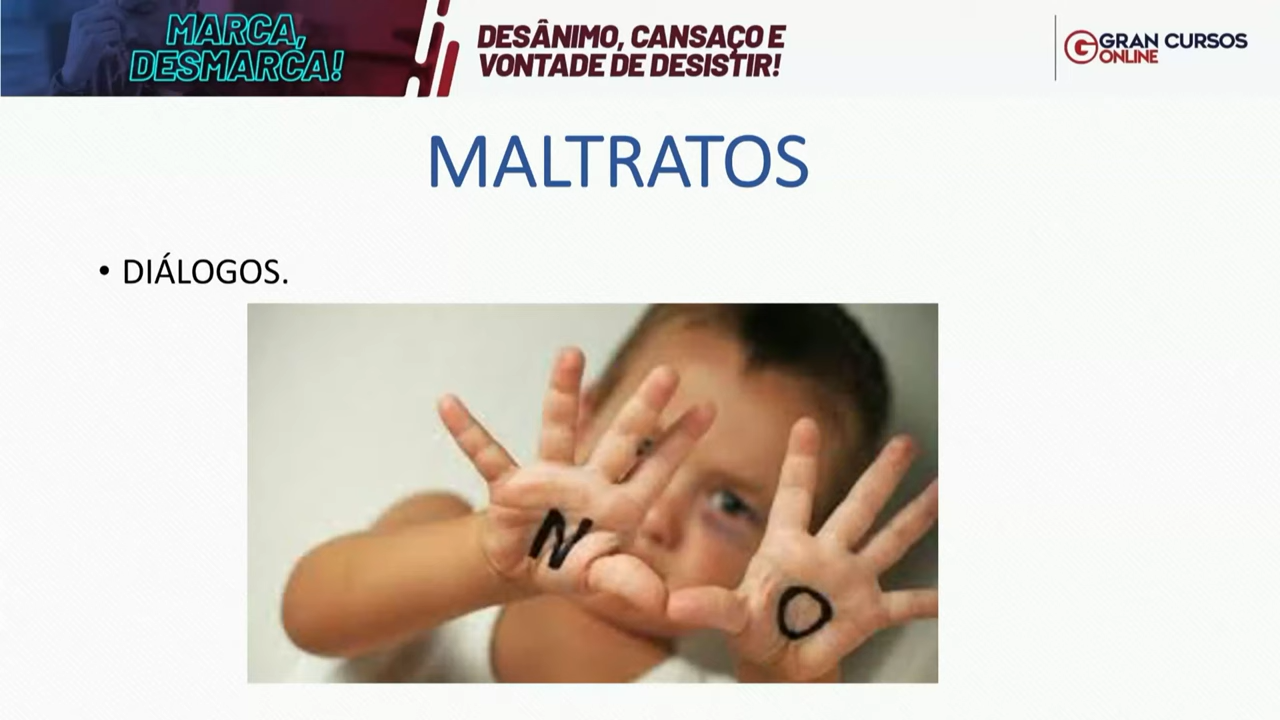 MARCA,
DESMARCA!
DESÂNIMO, CANSAÇO E
VONTADE DE DESISTIR!
GRAN CURSOS
ONLINE
MALTRATOS
• DIÁLOGOS.
N O